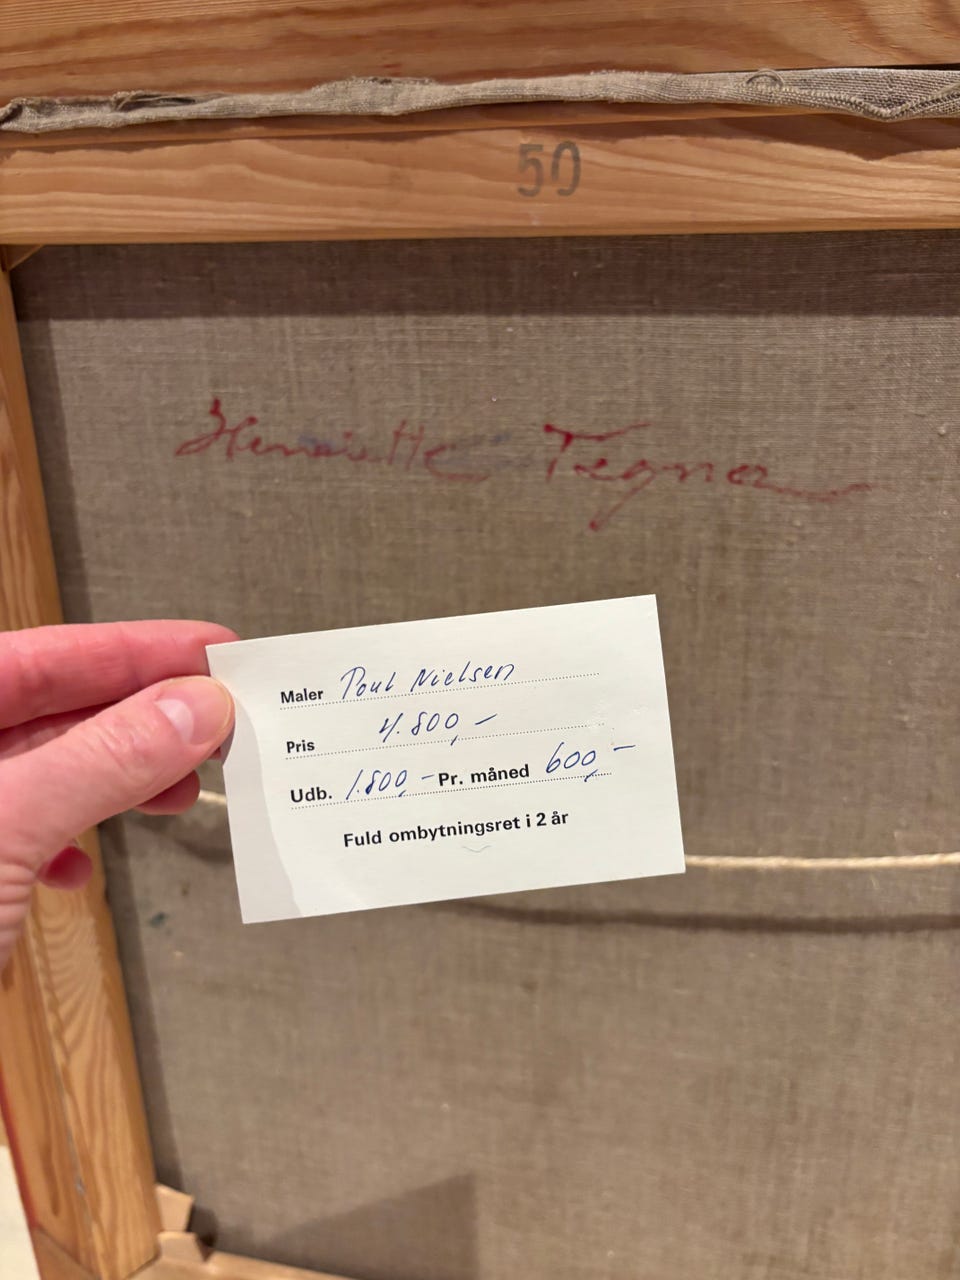 50
Henriette Tegner
Maler Poul Nielsen
Pris 4.800,-
Udb. 1.800,- Pr. måned 600,-
Fuld ombytningsret i 2 år